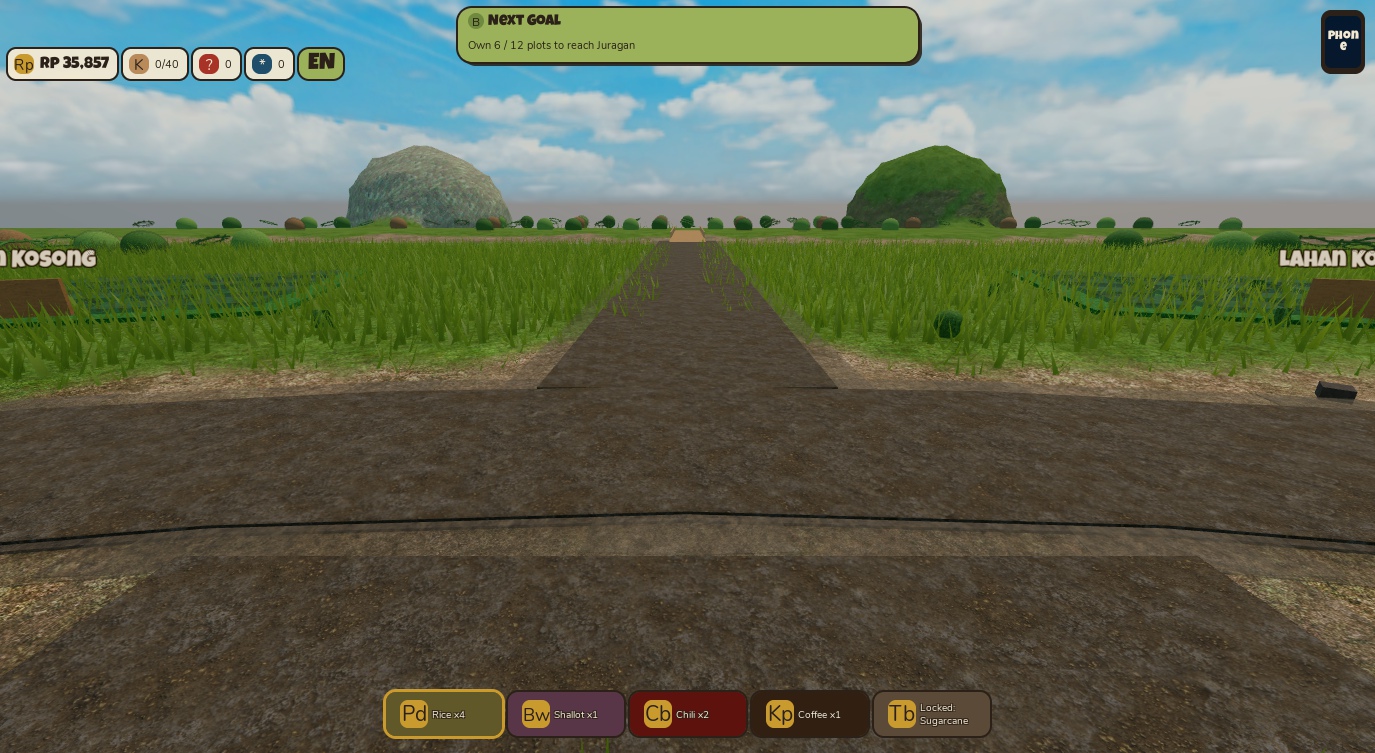 B NEXT GOAL
Own 6 / 12 plots to reach Juragan
PHON
E
Rp RP 35,857
K 0/40
? 0
* 0
EN
N KOSONG
LAHAN KO
Pd Rice x4
Bw Shallot x1
Cb Chili x2
Kp Coffee x1
Tb Locked:
Sugarcane